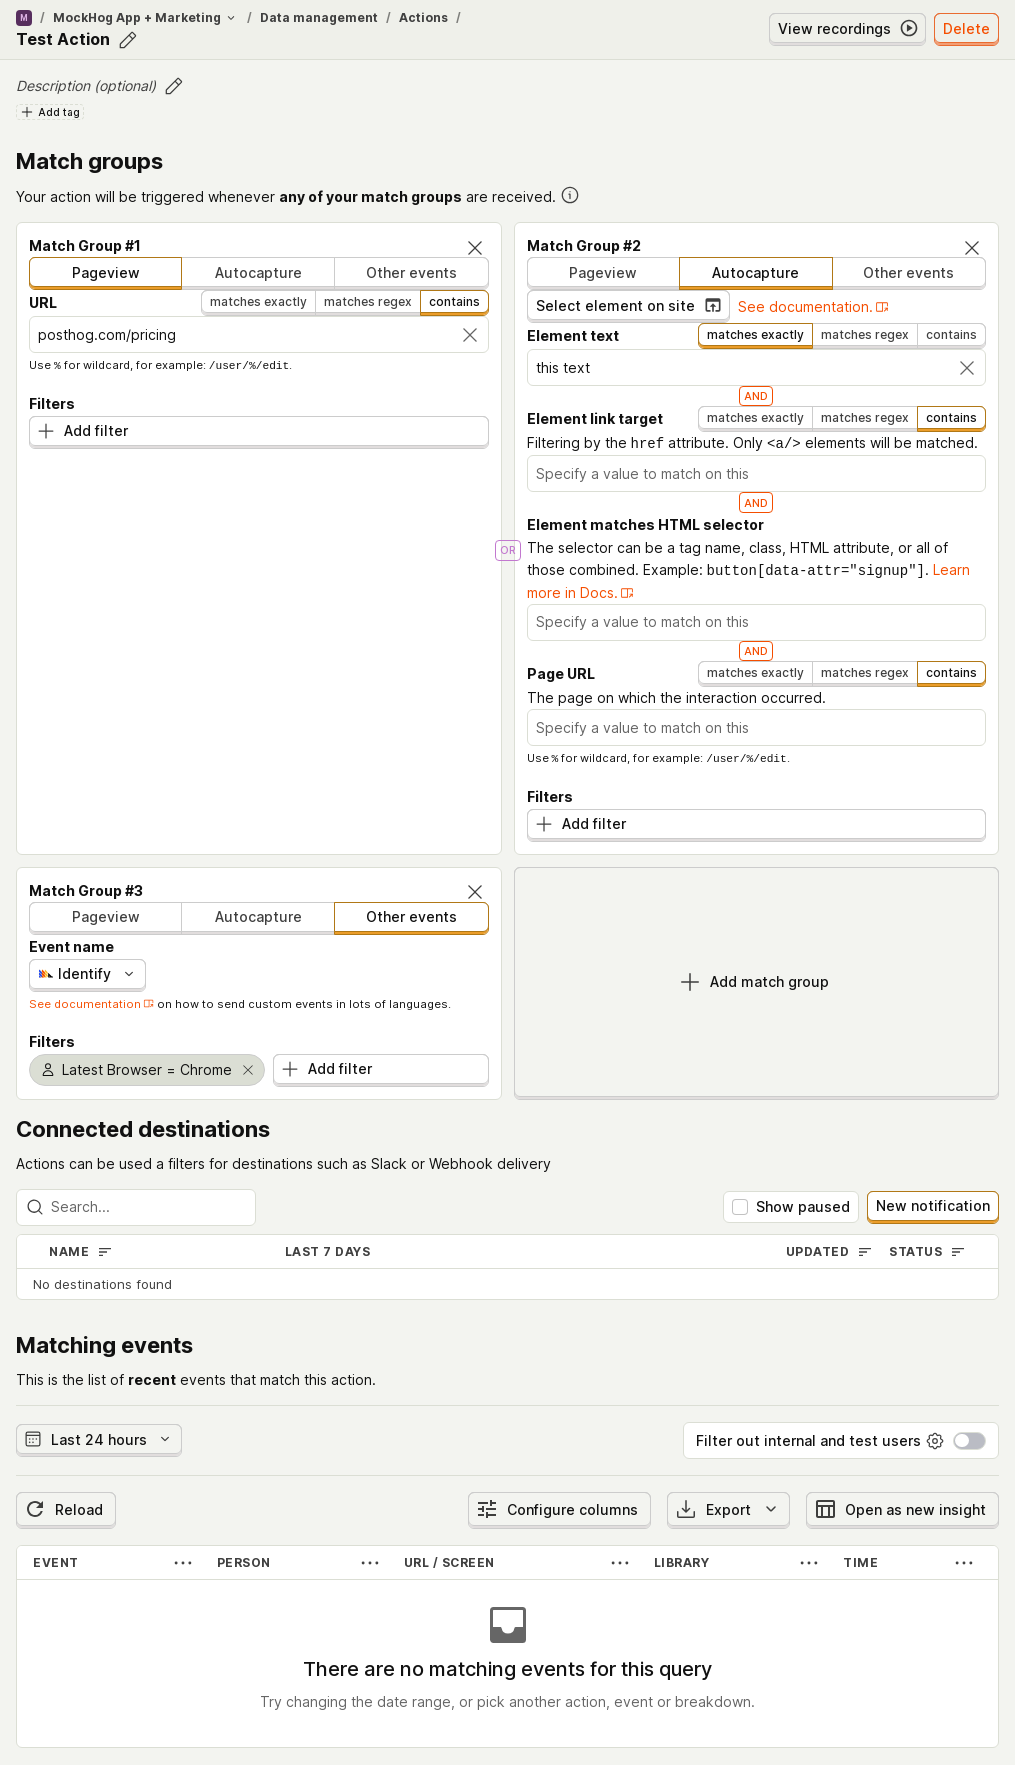 M / MockHog App + Marketing / Data management / Actions /
Test Action
View recordings
Delete
Description (optional)
Add tag
Match groups
Your action will be triggered whenever any of your match groups are received.
Match Group #1
Pageview Autocapture Other events
URL matches exactly matches regex contains
posthog.com/pricing
Use % for wildcard, for example: /user/%/edit.
Filters
Add filter
OR
Match Group #2
Pageview Autocapture Other events
Select element on site See documentation.
Element text matches exactly matches regex contains
this text
AND
Element link target matches exactly matches regex contains
Filtering by the href attribute. Only <a/> elements will be matched.
Specify a value to match on this
AND
Element matches HTML selector
The selector can be a tag name, class, HTML attribute, or all of
those combined. Example: button[data-attr="signup"]. Learn
more in Docs.
Specify a value to match on this
AND
Page URL matches exactly matches regex contains
The page on which the interaction occurred.
Specify a value to match on this
Use % for wildcard, for example: /user/%/edit.
Filters
Add filter
Match Group #3
Pageview Autocapture Other events
Event name
Identify
See documentation on how to send custom events in lots of languages.
Filters
Latest Browser = Chrome Add filter
Add match group
Connected destinations
Actions can be used a filters for destinations such as Slack or Webhook delivery
Search... Show paused New notification
NAME LAST 7 DAYS UPDATED STATUS
No destinations found
Matching events
This is the list of recent events that match this action.
Last 24 hours Filter out internal and test users
Reload Configure columns Export Open as new insight
EVENT PERSON URL / SCREEN LIBRARY TIME
There are no matching events for this query
Try changing the date range, or pick another action, event or breakdown.